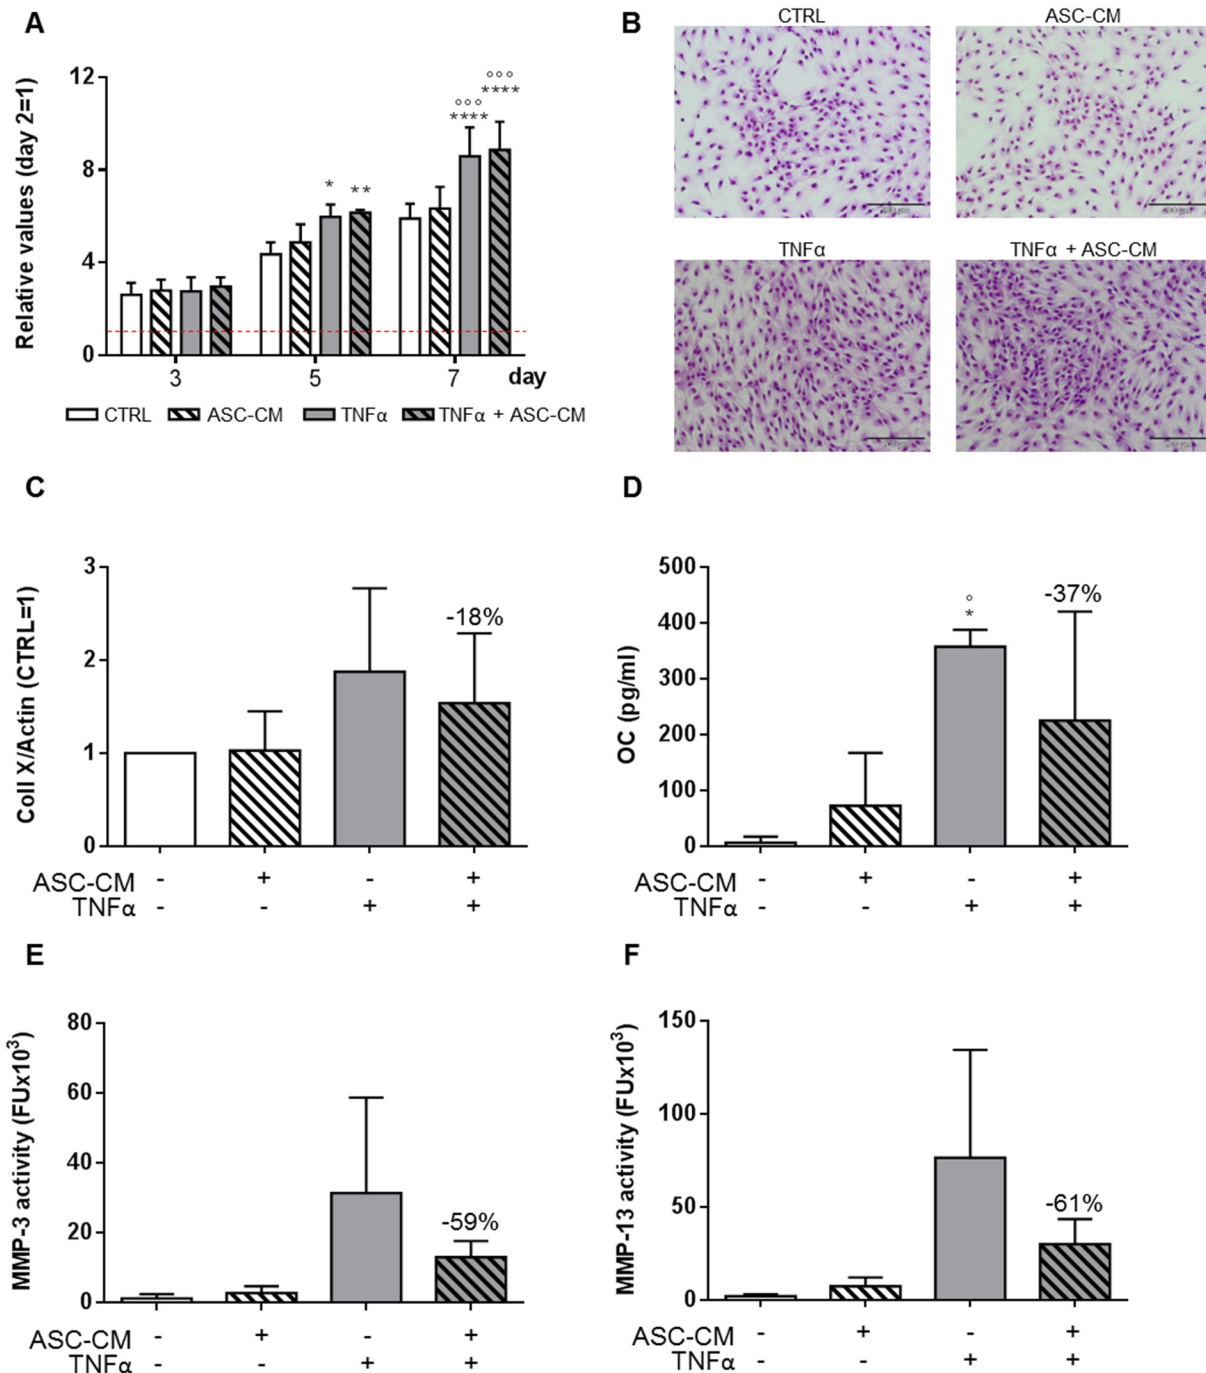 A
Relative values (day 2=1)
12
8
4
0
°°° ****
°°° ****
* **
3 5 7 day
CTRL ASC-CM TNFα TNFα + ASC-CM
B
CTRL ASC-CM
TNFα TNFα + ASC-CM
C
Coll X/Actin (CTRL=1)
3
2
1
0
-18%
ASC-CM - + - +
TNFα - - + +
D
OC (pg/ml)
500
400
300
200
100
0
°
*
-37%
ASC-CM - + - +
TNFα - - + +
E
MMP-3 activity (FUx10³)
80
60
40
20
0
-59%
ASC-CM - + - +
TNFα - - + +
F
MMP-13 activity (FUx10³)
150
100
50
0
-61%
ASC-CM - + - +
TNFα - - + +